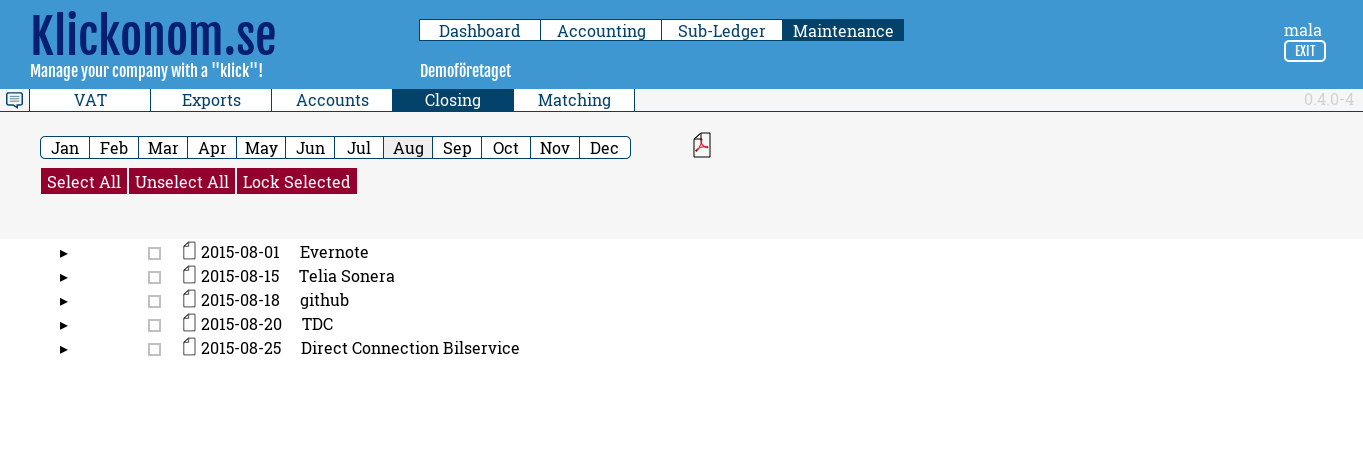 Klickonom.se
Manage your company with a "klick"!
Dashboard Accounting Sub-Ledger Maintenance
Demoföretaget
mala
EXIT
VAT Exports Accounts Closing Matching
0.4.0-4
Jan Feb Mar Apr May Jun Jul Aug Sep Oct Nov Dec
Select All Unselect All Lock Selected
2015-08-01 Evernote
2015-08-15 Telia Sonera
2015-08-18 github
2015-08-20 TDC
2015-08-25 Direct Connection Bilservice